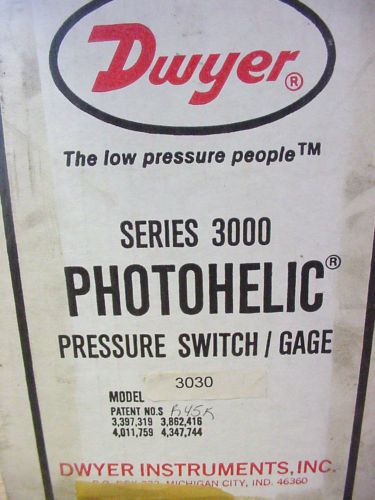 Dwyer®
The low pressure people™
SERIES 3000
PHOTOHELIC®
PRESSURE SWITCH / GAGE
MODEL 3030
PATENT NO.S
3,397,319 3,862,416
4,011,759 4,347,744
DWYER INSTRUMENTS, INC.
MICHIGAN CITY, IND. 46360